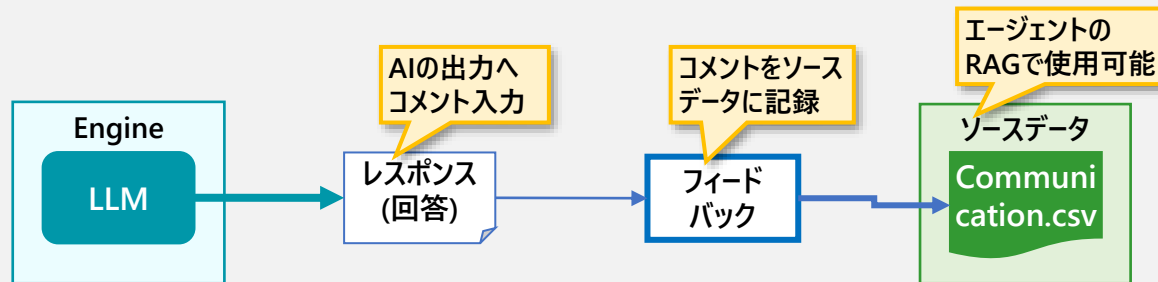 エージェントの
RAGで使用可能
AIの出力へ
コメント入力
コメントをソース
データに記録
Engine
LLM
レスポンス
(回答)
フィード
バック
ソースデータ
Communi
cation.csv